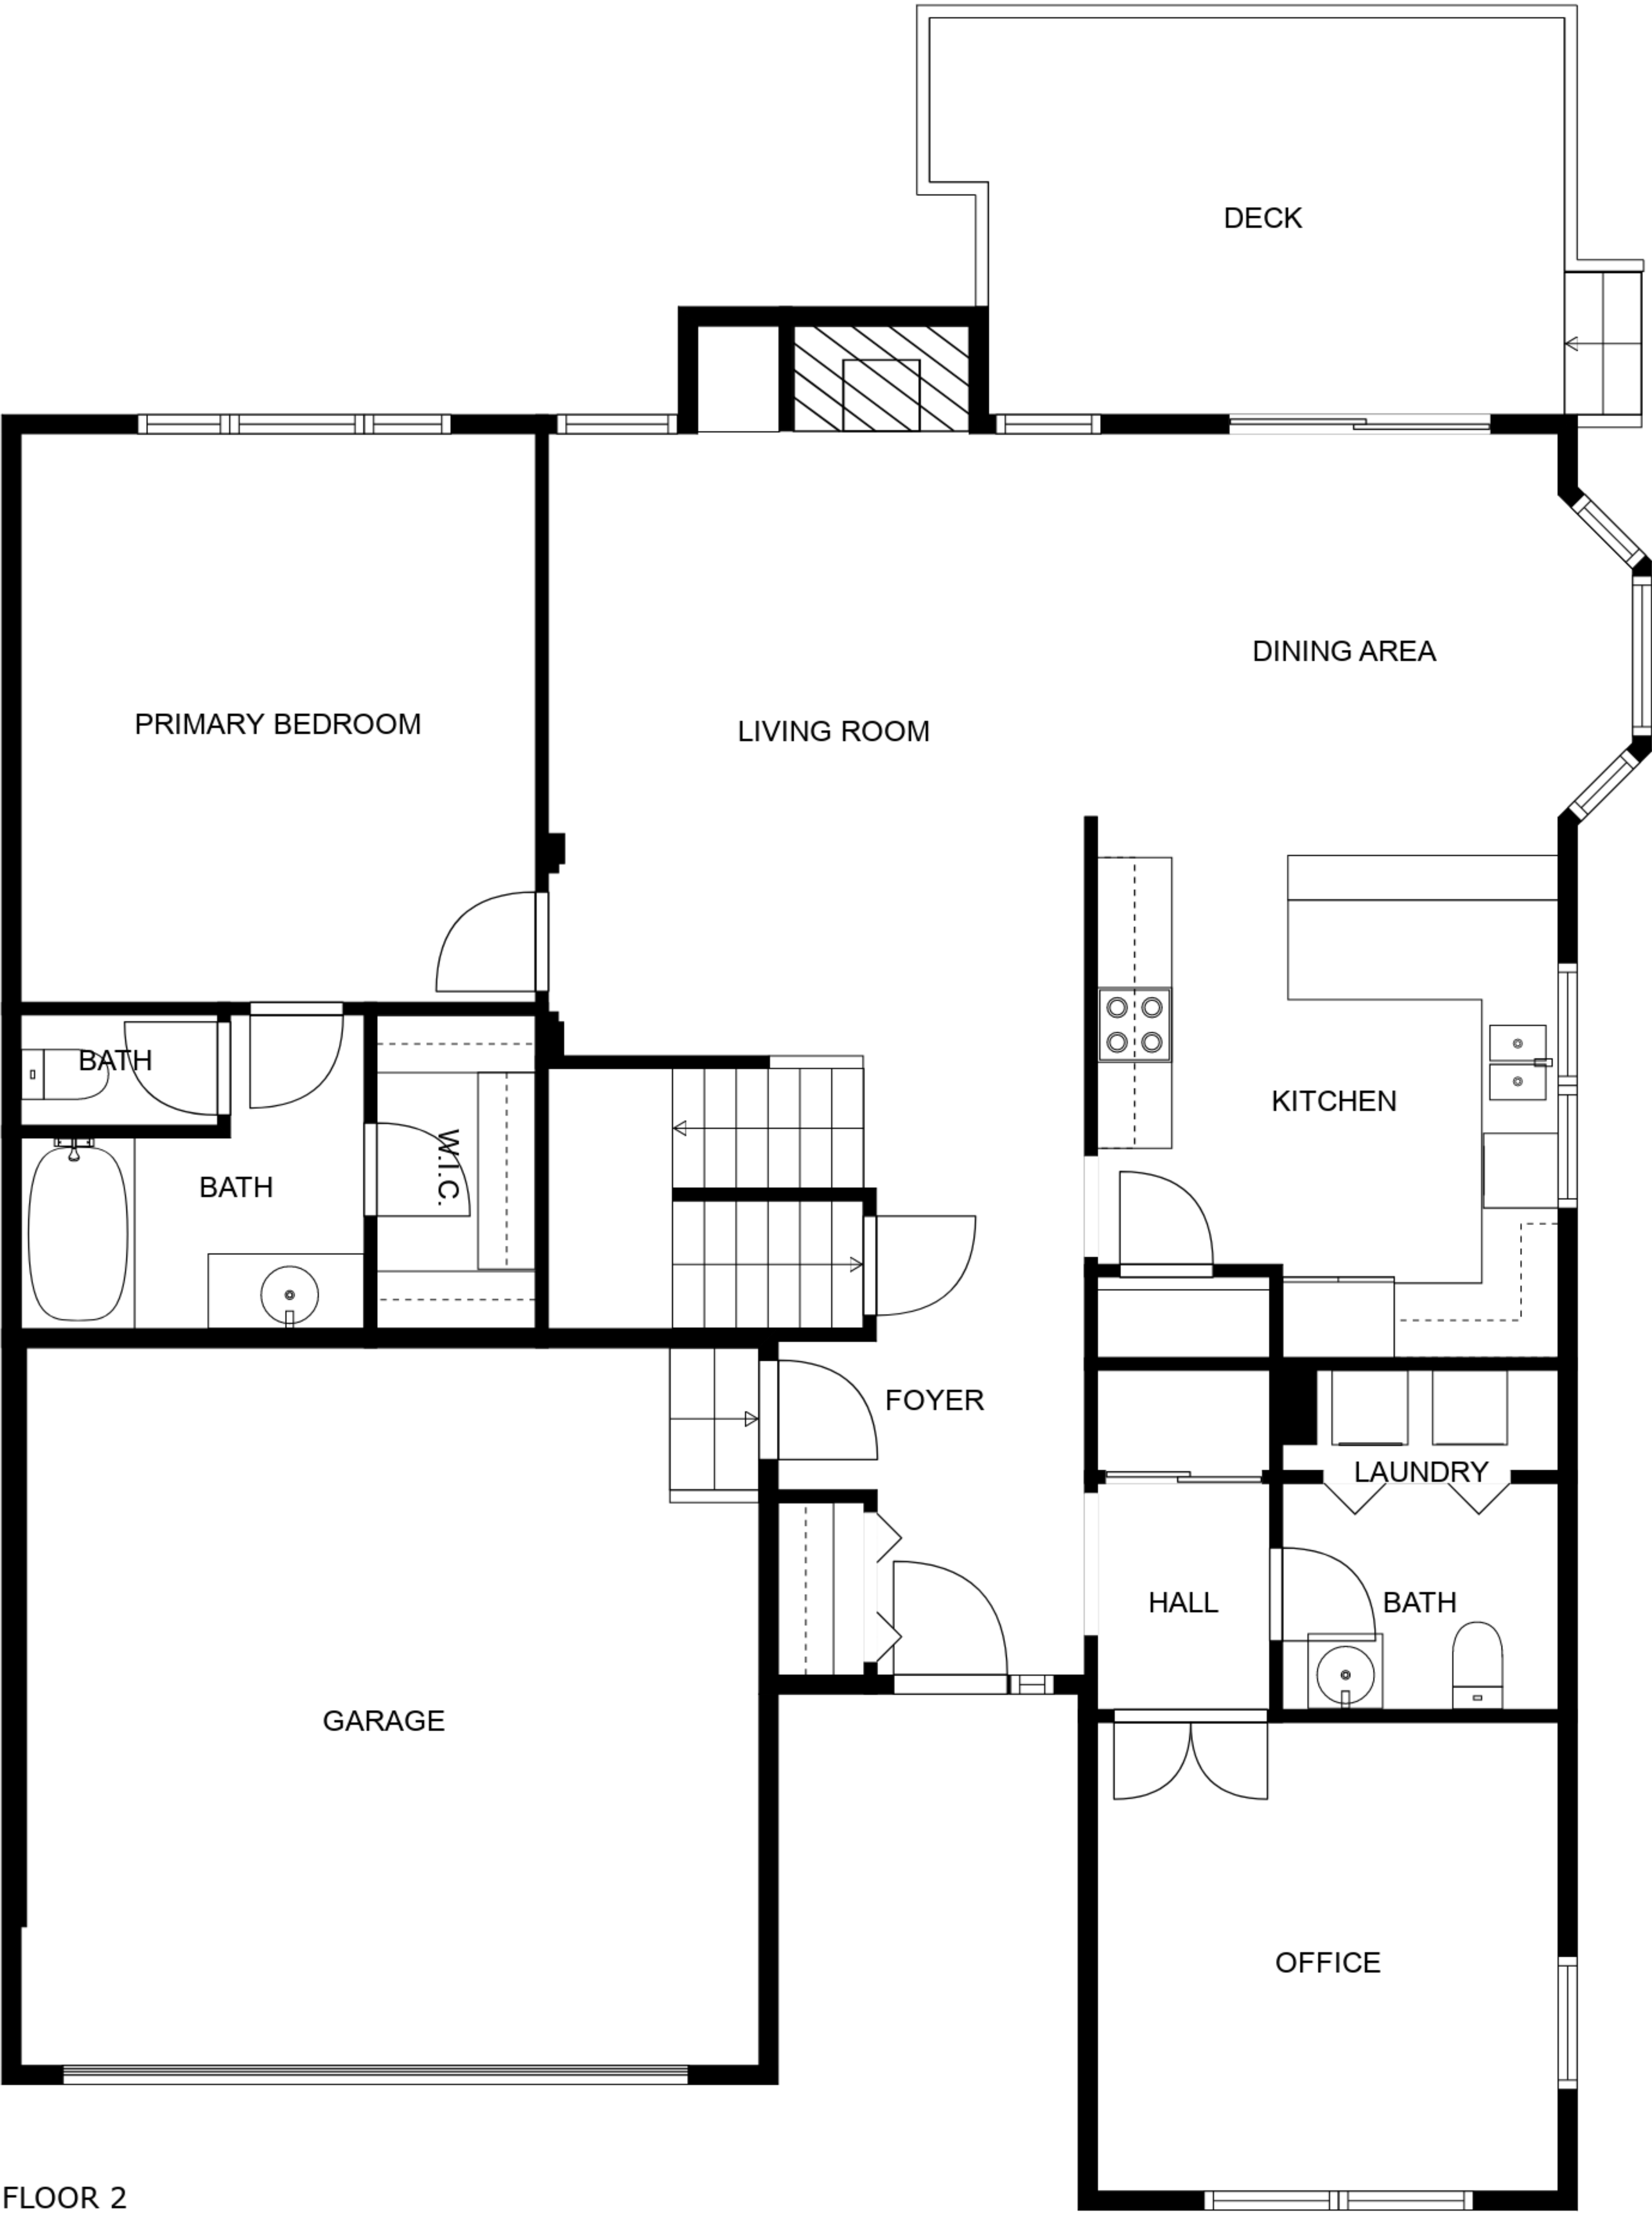 DECK
DINING AREA
PRIMARY BEDROOM
LIVING ROOM
BATH
KITCHEN
W.I.C.
BATH
FOYER
LAUNDRY
HALL
BATH
GARAGE
OFFICE
FLOOR 2